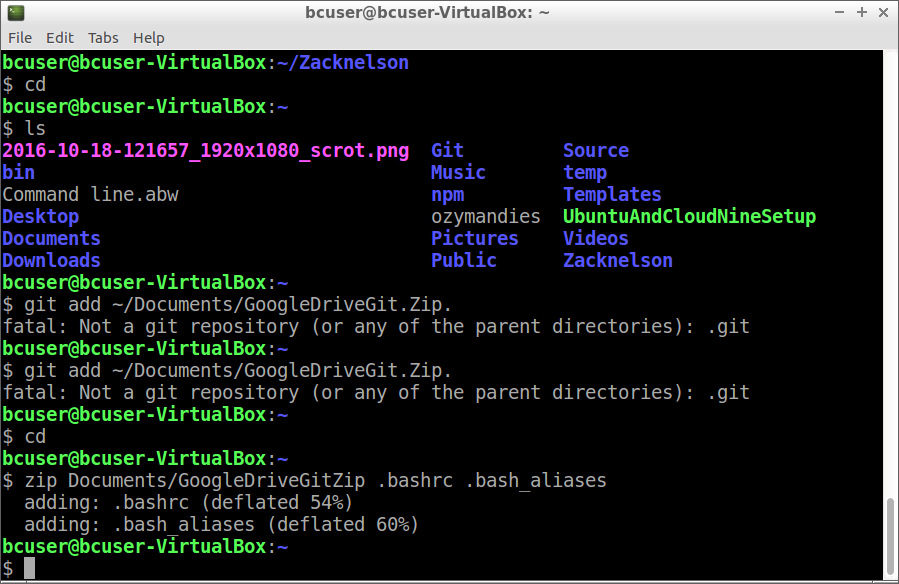 bcuser@bcuser-VirtualBox: ~
File Edit Tabs Help
bcuser@bcuser-VirtualBox:~/Zacknelson
$ cd
bcuser@bcuser-VirtualBox:~
$ ls
2016-10-18-121657_1920x1080_scrot.png Git Source
bin Music temp
Command line.abw npm Templates
Desktop ozymandies UbuntuAndCloudNineSetup
Documents Pictures Videos
Downloads Public Zacknelson
bcuser@bcuser-VirtualBox:~
$ git add ~/Documents/GoogleDriveGit.Zip.
fatal: Not a git repository (or any of the parent directories): .git
bcuser@bcuser-VirtualBox:~
$ git add ~/Documents/GoogleDriveGit.Zip.
fatal: Not a git repository (or any of the parent directories): .git
bcuser@bcuser-VirtualBox:~
$ cd
bcuser@bcuser-VirtualBox:~
$ zip Documents/GoogleDriveGitZip .bashrc .bash_aliases
adding: .bashrc (deflated 54%)
adding: .bash_aliases (deflated 60%)
bcuser@bcuser-VirtualBox:~
$